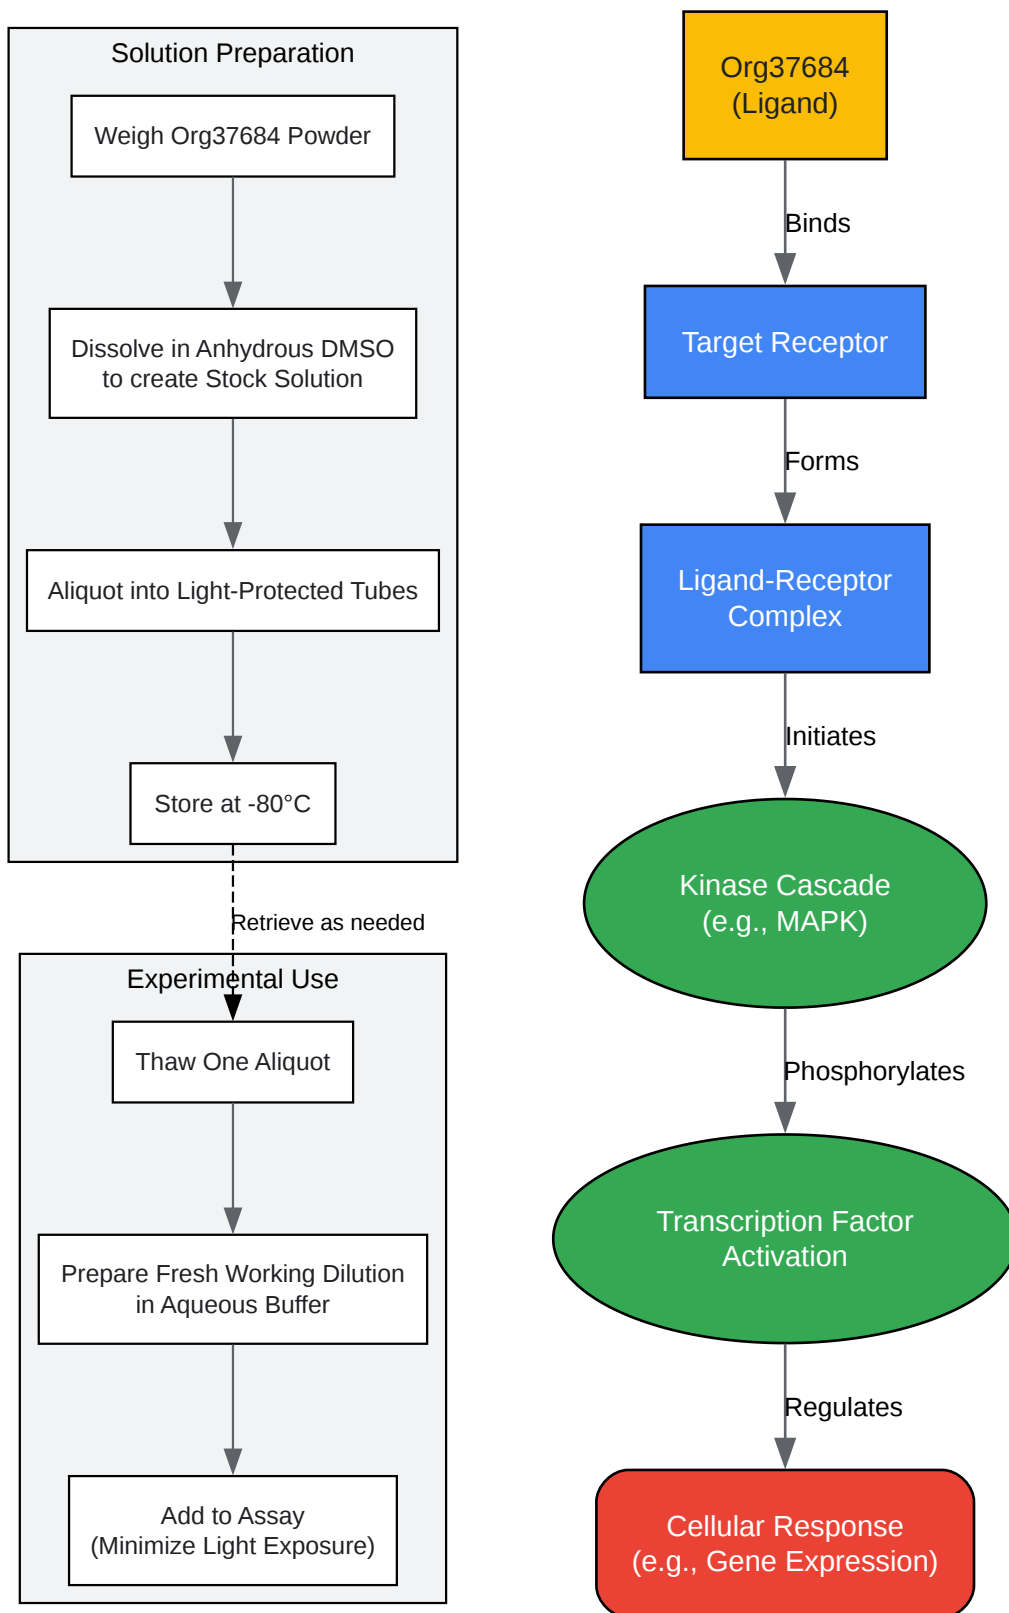 Solution Preparation
Weigh Org37684 Powder
Dissolve in Anhydrous DMSO
to create Stock Solution
Aliquot into Light-Protected Tubes
Store at -80°C
Retrieve as needed
Experimental Use
Thaw One Aliquot
Prepare Fresh Working Dilution
in Aqueous Buffer
Add to Assay
(Minimize Light Exposure)
Org37684
(Ligand)
Binds
Target Receptor
Forms
Ligand-Receptor
Complex
Initiates
Kinase Cascade
(e.g., MAPK)
Phosphorylates
Transcription Factor
Activation
Regulates
Cellular Response
(e.g., Gene Expression)